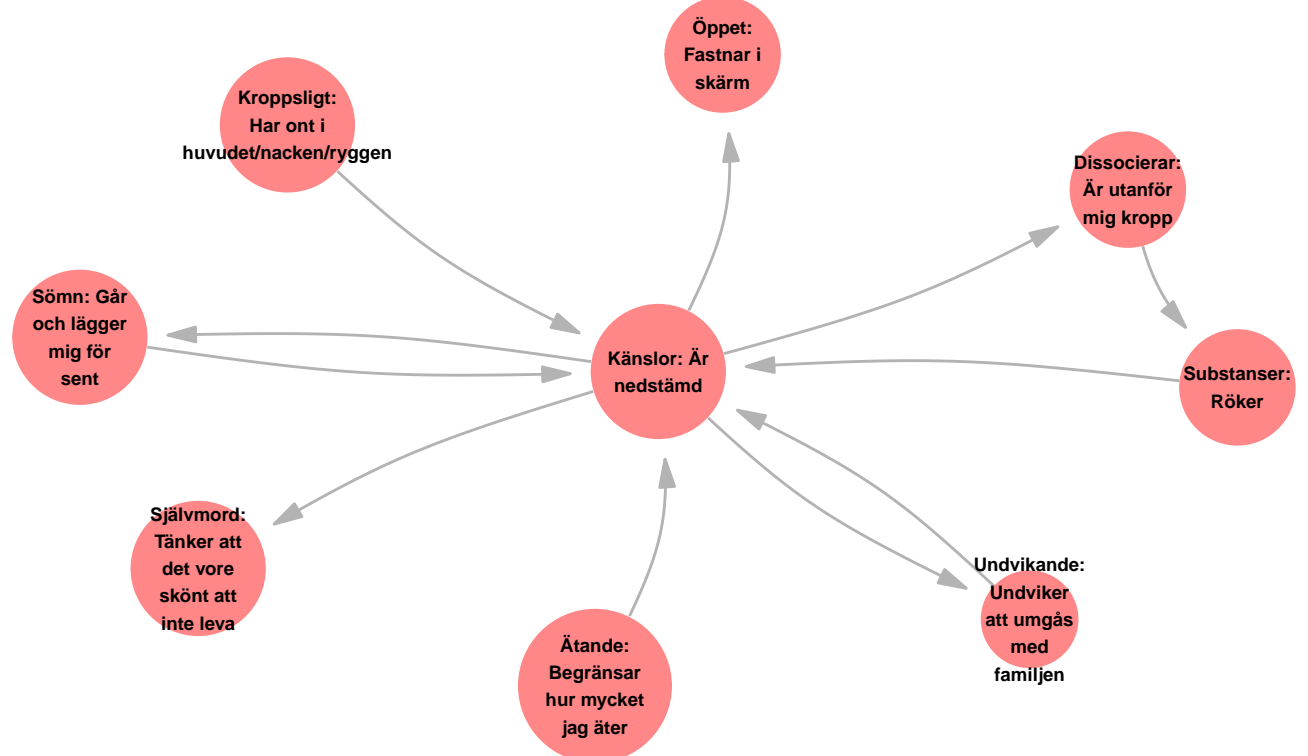 Öppet:
Fastnar i
skärm
Kroppsligt:
Har ont i
huvudet/nacken/ryggen
Dissocierar:
Är utanför
mig kropp
Sömn: Går
och lägger
mig för
sent
Känslor: Är
nedstämd
Substanser:
Röker
Självmord:
Tänker att
det vore
skönt att
inte leva
Undvikande:
Undviker
att umgås
med
familjen
Ätande:
Begränsar
hur mycket
jag äter